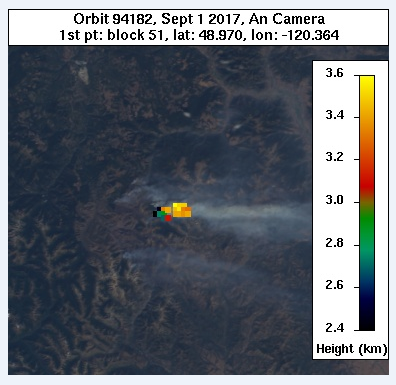 Orbit 94182, Sept 1 2017, An Camera
1st pt: block 51, lat: 48.970, lon: -120.364
3.6
3.4
3.2
3.0
2.8
2.6
2.4
Height (km)